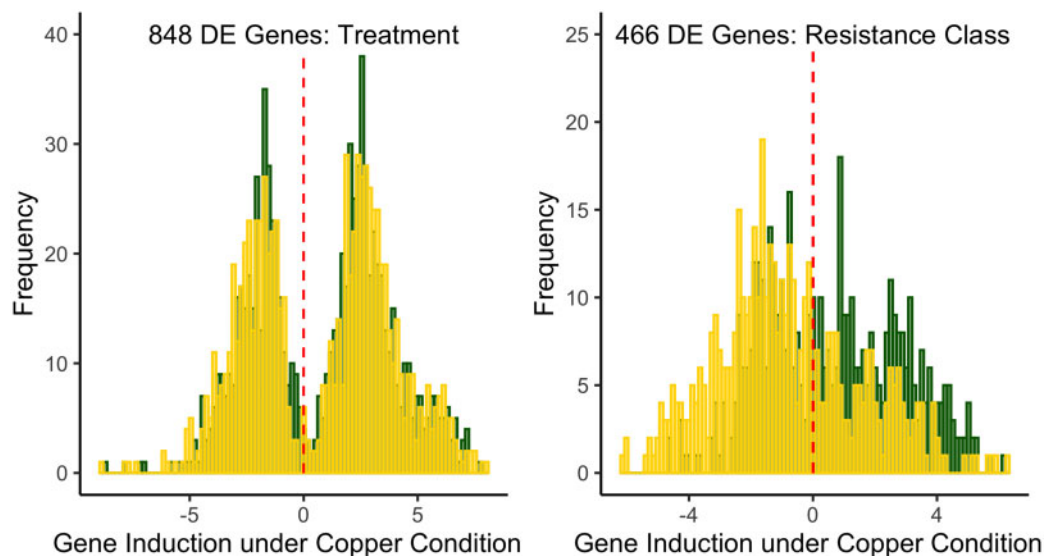 848 DE Genes: Treatment
Frequency
40
30
20
10
0
-5
0
5
Gene Induction under Copper Condition
466 DE Genes: Resistance Class
Frequency
25
20
15
10
5
0
-4
0
4
Gene Induction under Copper Condition